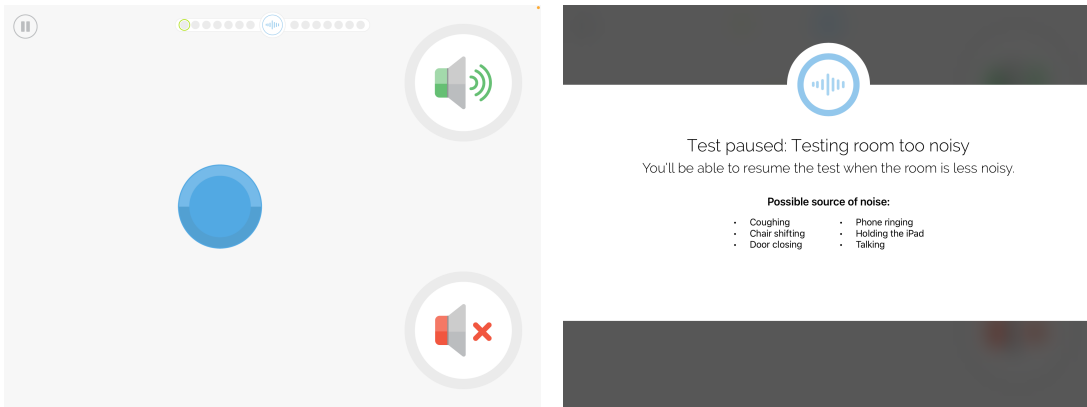 Test paused: Testing room too noisy
You'll be able to resume the test when the room is less noisy.
Possible source of noise:
• Coughing
• Phone ringing
• Chair shifting
• Holding the iPad
• Door closing
• Talking